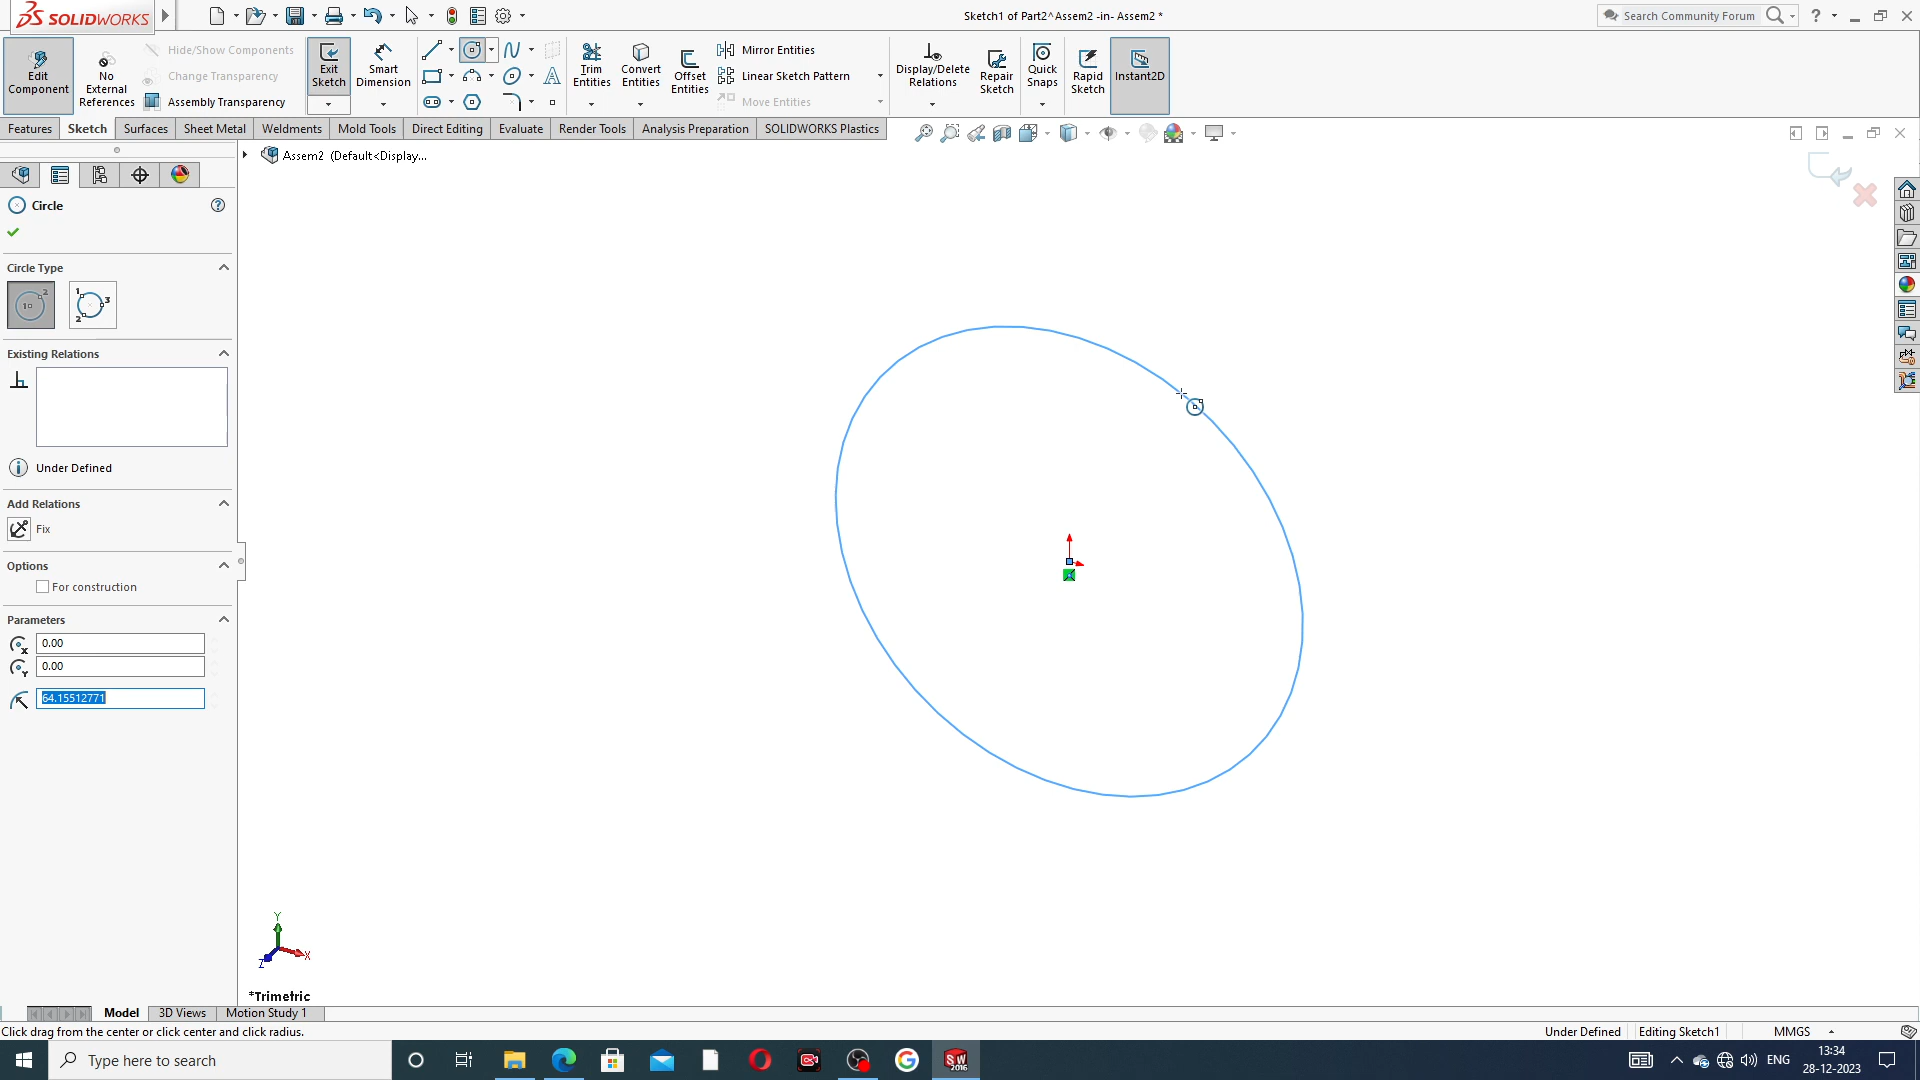 SOLIDWORKS
Sketch1 of Part2^Assem2 -in- Assem2 *
Search Community Forum
?
Edit Component
No External References
Hide/Show Components
Change Transparency
Assembly Transparency
Exit Sketch
Smart Dimension
Trim Entities
Convert Entities
Offset Entities
Mirror Entities
Linear Sketch Pattern
Move Entities
Display/Delete Relations
Repair Sketch
Quick Snaps
Rapid Sketch
Instant2D
Features
Sketch
Surfaces
Sheet Metal
Weldments
Mold Tools
Direct Editing
Evaluate
Render Tools
Analysis Preparation
SOLIDWORKS Plastics
Assem2 (Default<Display...
Circle
?
Circle Type
Existing Relations
Under Defined
Add Relations
Fix
Options
For construction
Parameters
0.00
0.00
64.15512771
Y
X
Z
*Trimetric
Model
3D Views
Motion Study 1
Click drag from the center or click center and click radius.
Under Defined
Editing Sketch1
MMGS
Type here to search
SW
2016
ENG
13:34
28-12-2023